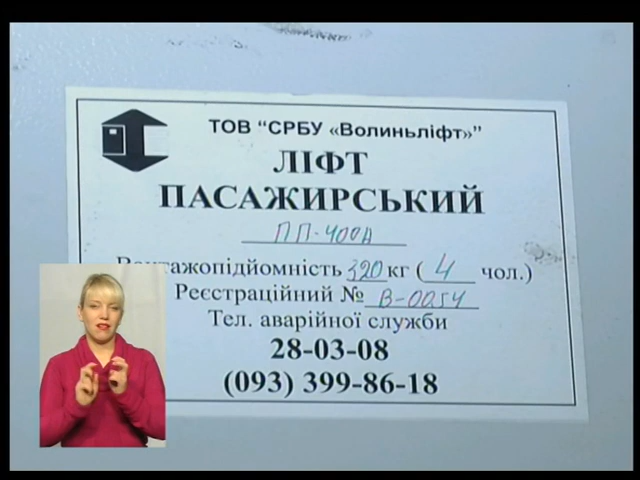 ТОВ “СРБУ «Волиньліфт»”
ЛІФТ
ПАСАЖИРСЬКИЙ
ПП-400А
Вантажопідйомність 320 кг ( 4 чол.)
Реєстраційний № В-0054
Тел. аварійної служби
28-03-08
(093) 399-86-18